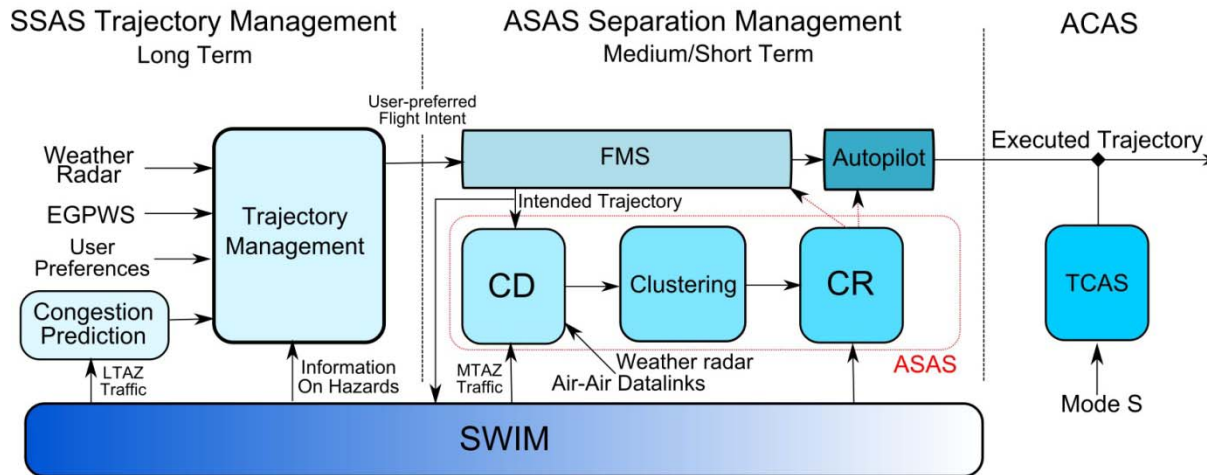 SSAS Trajectory Management
Long Term
ASAS Separation Management
Medium/Short Term
ACAS
User-preferred
Flight Intent
Weather
Radar
EGPWS
User
Preferences
Congestion
Prediction
LTAZ
Traffic
Trajectory
Management
Information
On Hazards
FMS
Autopilot
Executed Trajectory
Intended Trajectory
CD
Clustering
CR
TCAS
MTAZ
Traffic
Weather radar
Air-Air Datalinks
ASAS
Mode S
SWIM